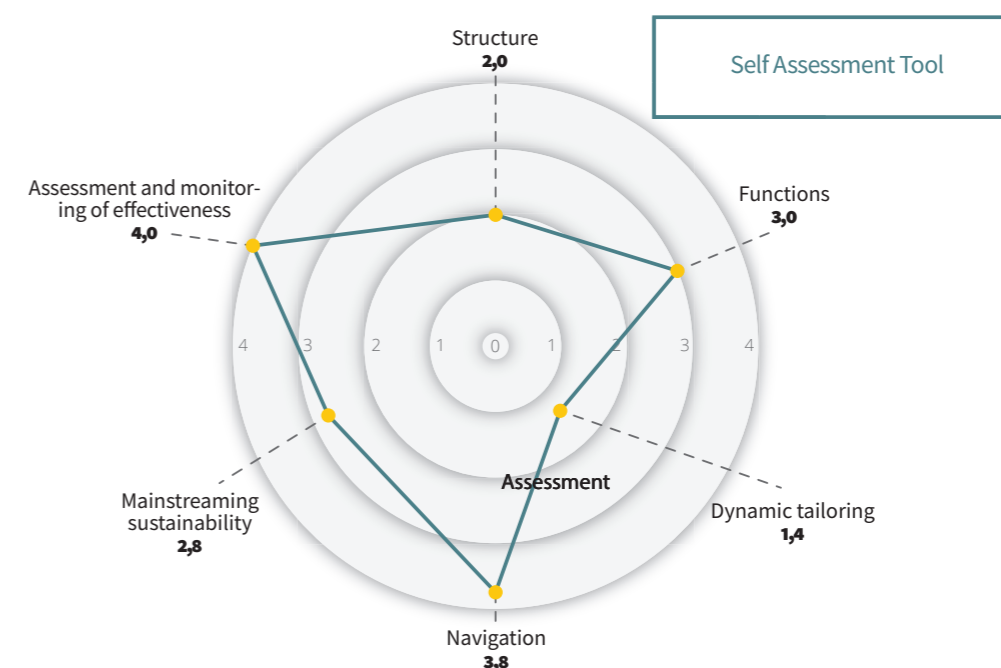 Structure
2,0
Self Assessment Tool
Assessment and monitor-
ing of effectiveness
4,0
Functions
3,0
4 3 2 1 0 1 2 3 4
Assessment
Mainstreaming
sustainability
2,8
Dynamic tailoring
1,4
Navigation
3,8